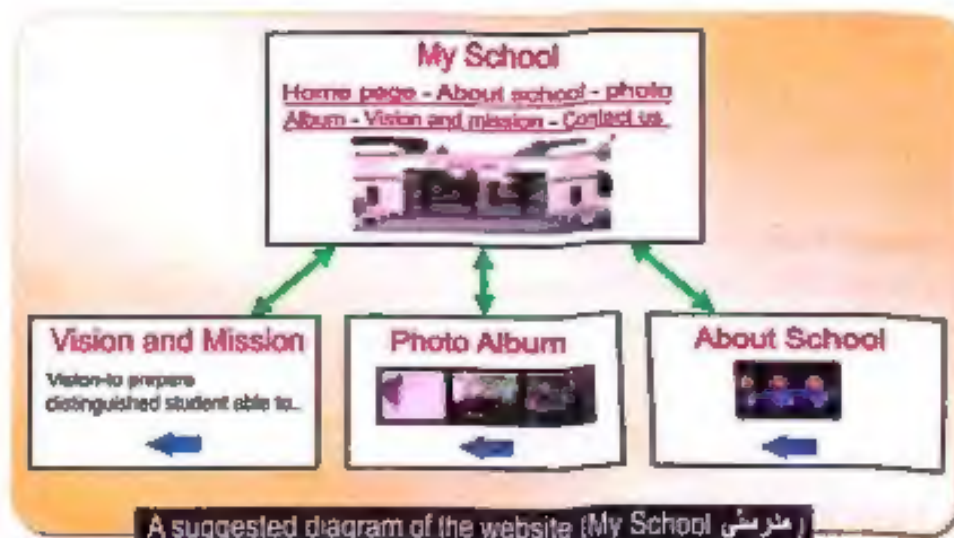 My School
Home page - About school - photo
Album - Vision and mission - Contact us
Vision and Mission
Vision-to prepare
distinguished student able to..
Photo Album
About School
A suggested diagram of the website (My School مدرستى)